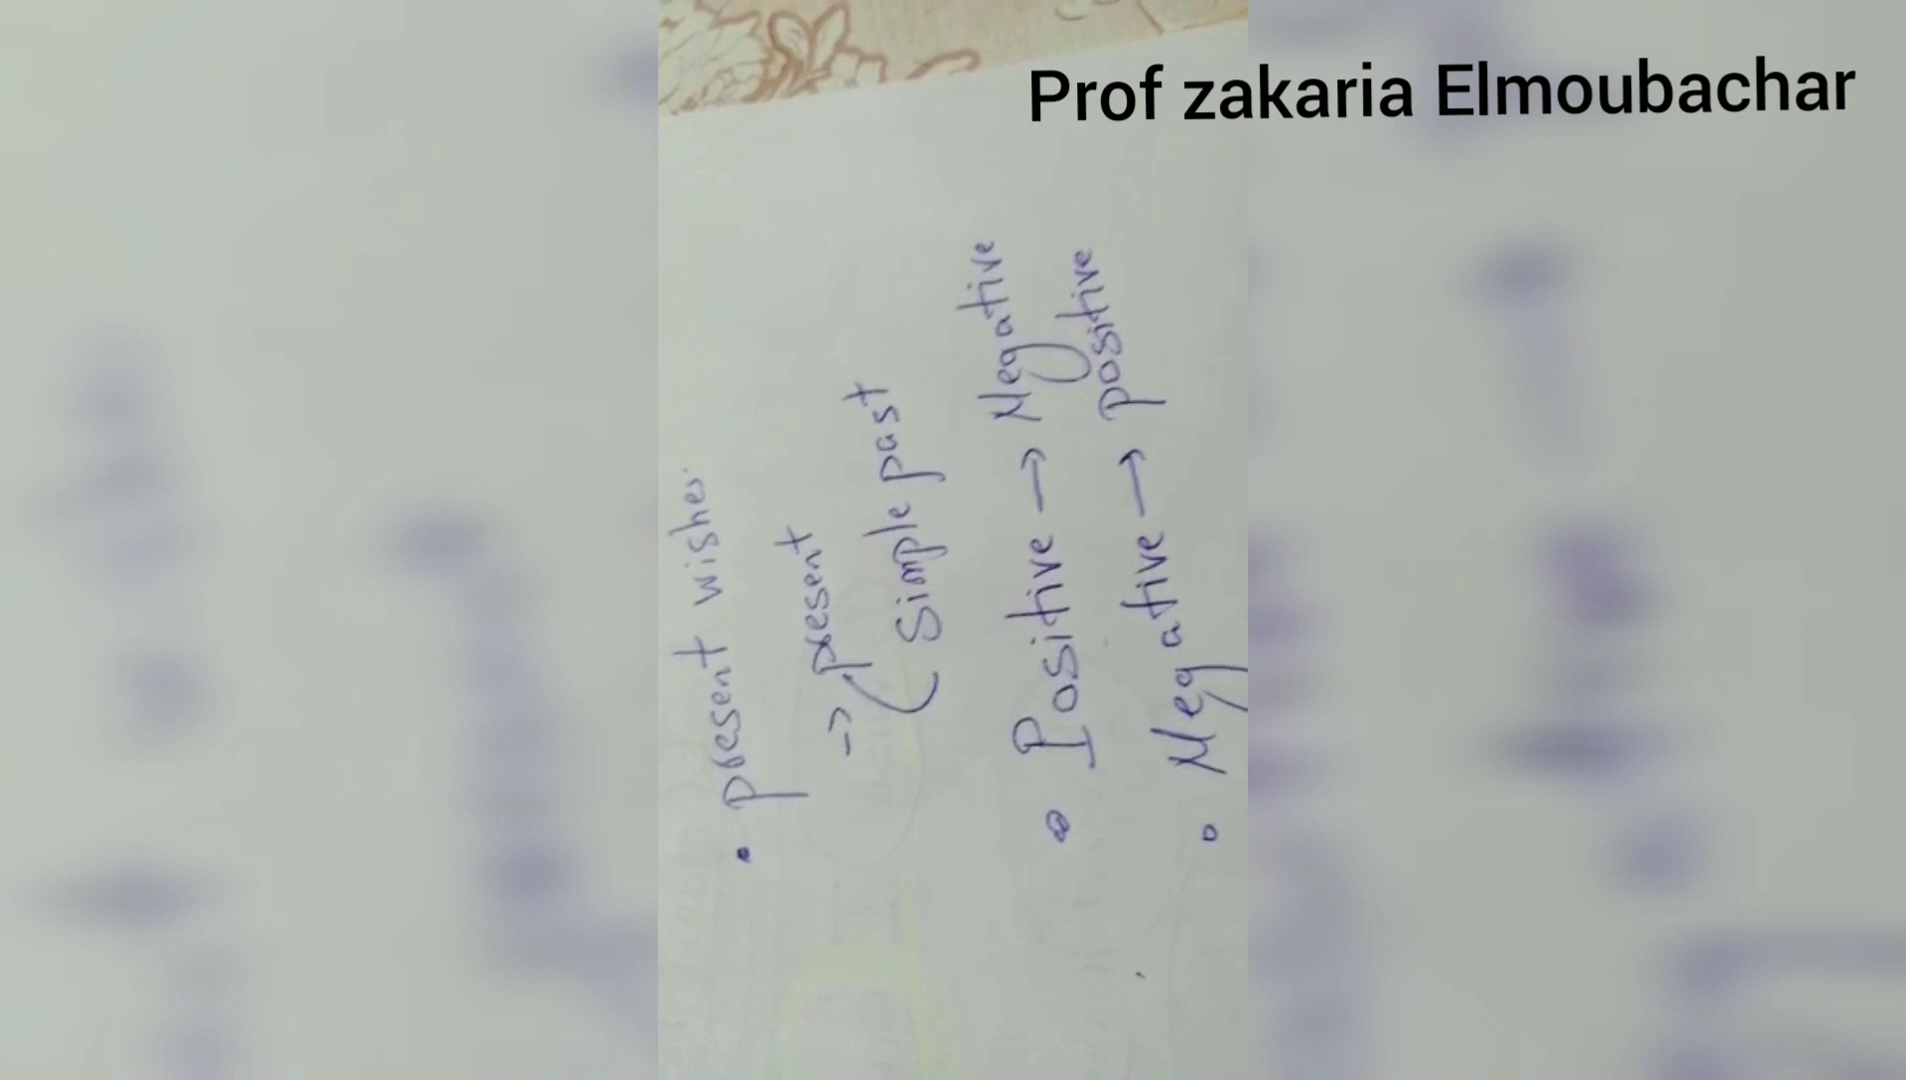 Prof zakaria Elmoubachar
• present wishes
-> present
( Simple past
• Positive → Negative
• Negative → positive